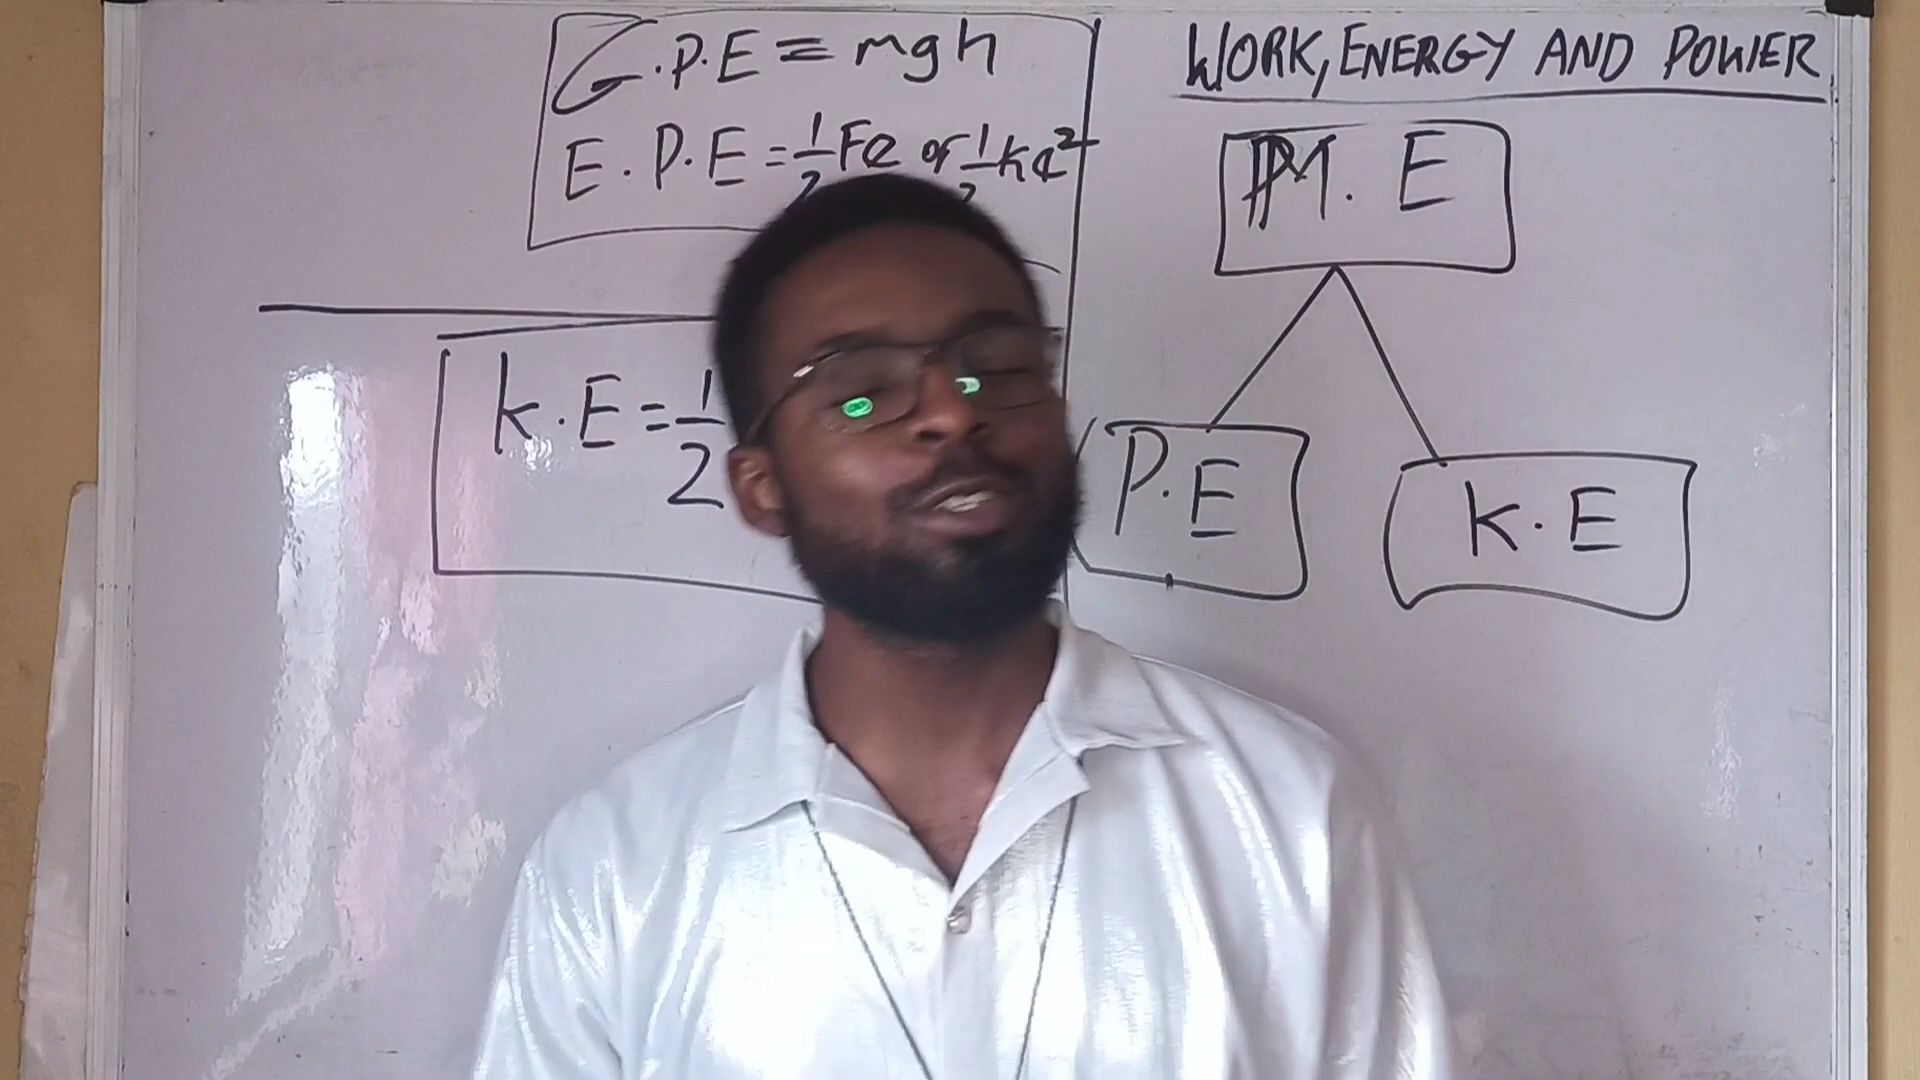 G.P.E = mgh
E.P.E = 1/2 Fe or 1/2 ke²
K.E = 1/2
WORK, ENERGY AND POWER
M.E
P.E
K.E